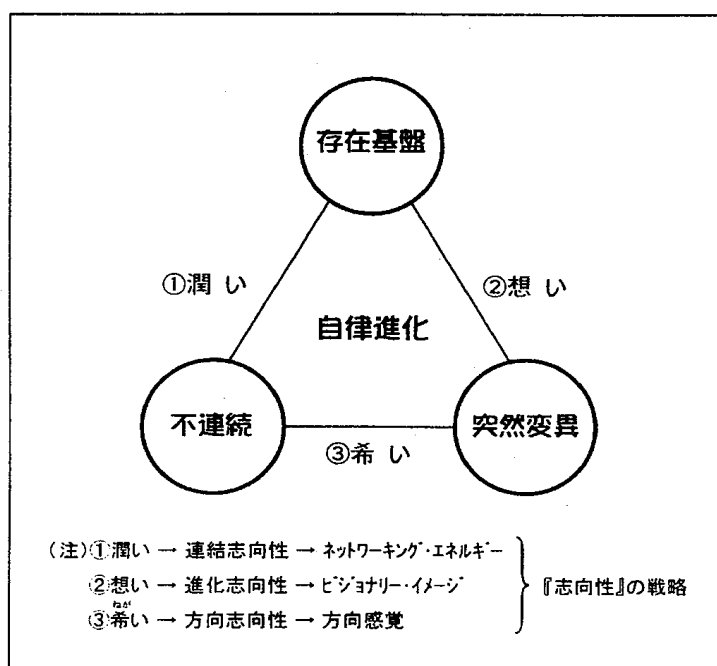 存在基盤
①潤い
②想い
自律進化
不連続
突然変異
③希い
(注)①潤い → 連結志向性 → ネットワーキング・エネルギー
②想い → 進化志向性 → ビジョナリー・イメージ
『志向性』の戦略
ねが
③希い → 方向志向性 → 方向感覚